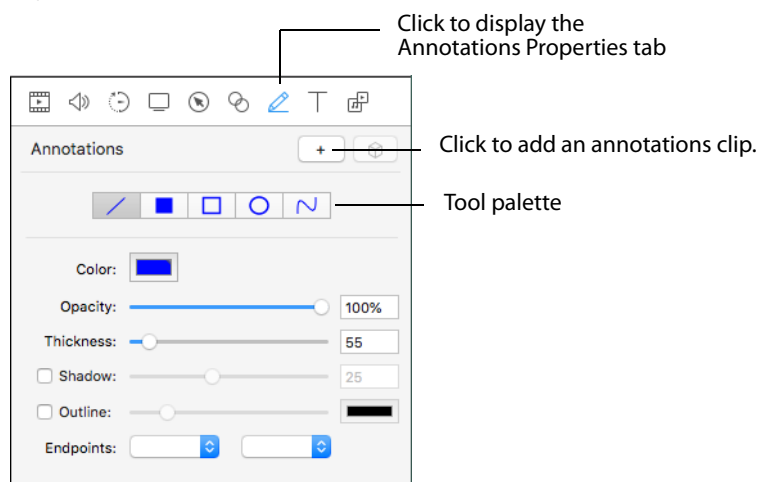 Click to display the
Annotations Properties tab
T
Annotations
+
Click to add an annotations clip.
Tool palette
Color:
Opacity:
100%
Thickness:
55
Shadow:
25
Outline:
Endpoints: